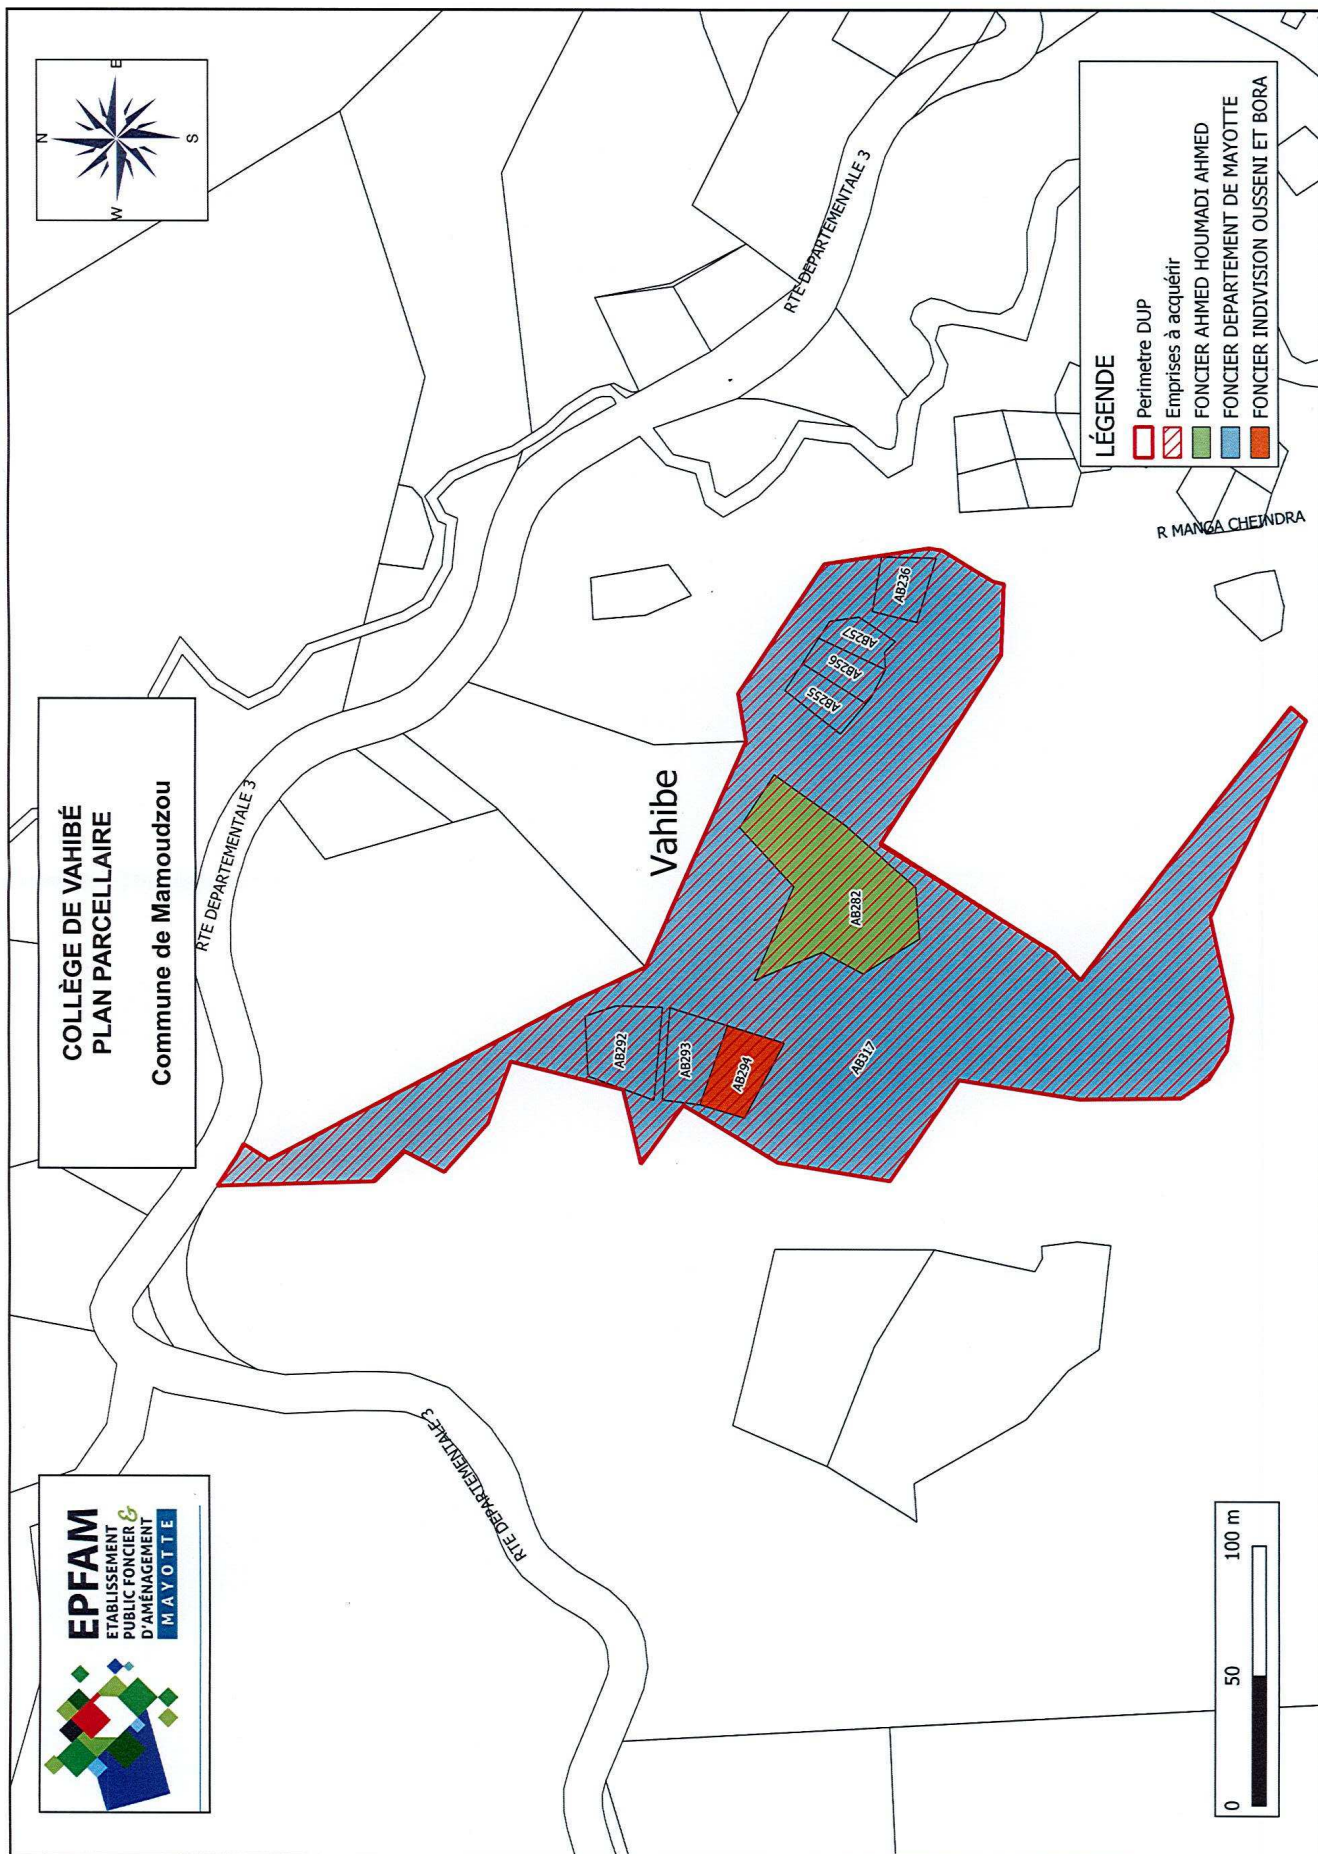 EPFAM
ETABLISSEMENT
PUBLIC FONCIER &
D'AMÉNAGEMENT
MAYOTTE
COLLÈGE DE VAHIBÉ
PLAN PARCELLAIRE
Commune de Mamoudzou
N
W
E
S
RTE DEPARTEMENTALE 3
RTE DEPARTEMENTALE 3
RTE DEPARTEMENTALE 3
Vahibe
AB292
AB293
AB294
AB317
AB282
AB255
AB256
AB257
AB236
R MANGA CHEINDRA
LÉGENDE
Perimetre DUP
Emprises à acquérir
FONCIER AHMED HOUMADI AHMED
FONCIER DEPARTEMENT DE MAYOTTE
FONCIER INDIVISION OUSSENI ET BORA
0 50 100 m